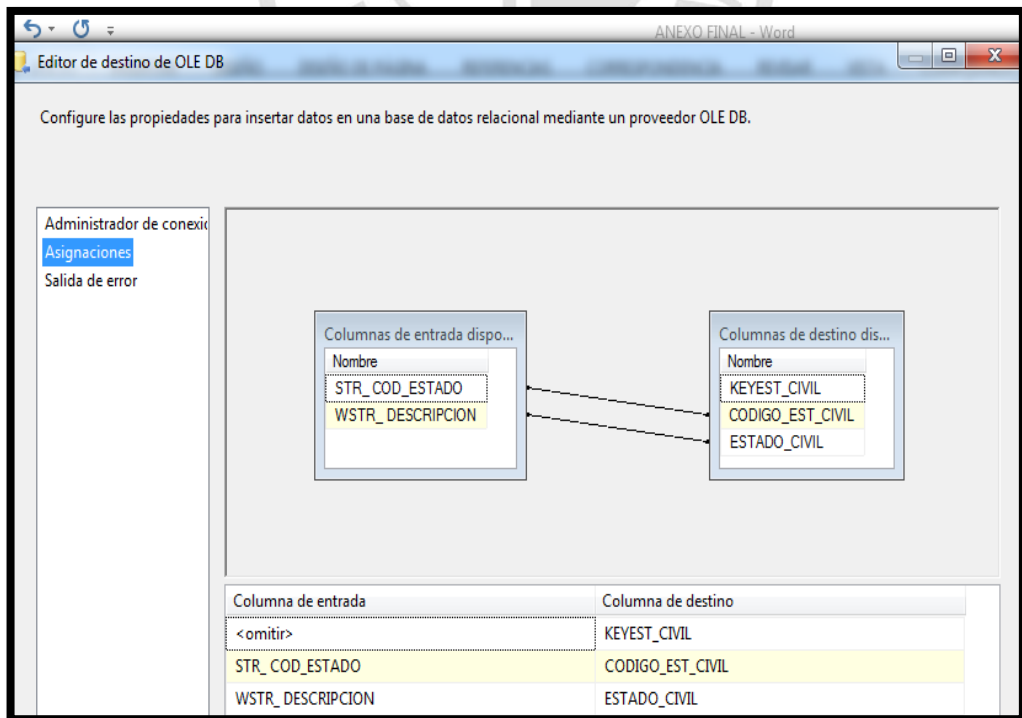 ANEXO FINAL - Word
Editor de destino de OLE DB
Configure las propiedades para insertar datos en una base de datos relacional mediante un proveedor OLE DB.
Administrador de conexic
Asignaciones
Salida de error
Columnas de entrada dispo...
Nombre
STR_ COD_ESTADO
WSTR_ DESCRIPCION
Columnas de destino dis...
Nombre
KEYEST_CIVIL
CODIGO_EST_CIVIL
ESTADO_CIVIL
Columna de entrada Columna de destino
<omitir> KEYEST_CIVIL
STR_ COD_ESTADO CODIGO_EST_CIVIL
WSTR_ DESCRIPCION ESTADO_CIVIL